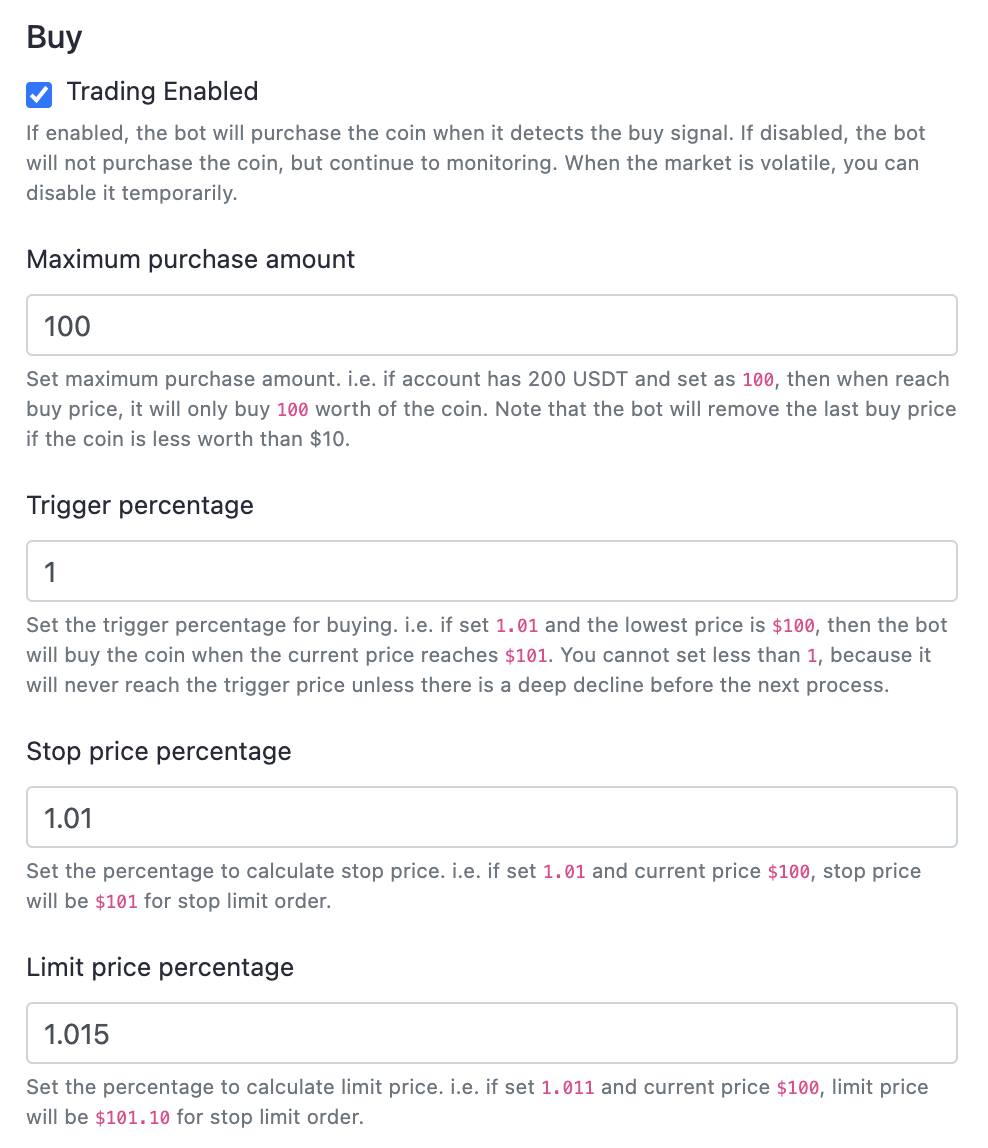 Buy
Trading Enabled
If enabled, the bot will purchase the coin when it detects the buy signal. If disabled, the bot
will not purchase the coin, but continue to monitoring. When the market is volatile, you can
disable it temporarily.
Maximum purchase amount
100
Set maximum purchase amount. i.e. if account has 200 USDT and set as 100, then when reach
buy price, it will only buy 100 worth of the coin. Note that the bot will remove the last buy price
if the coin is less worth than $10.
Trigger percentage
1
Set the trigger percentage for buying. i.e. if set 1.01 and the lowest price is $100, then the bot
will buy the coin when the current price reaches $101. You cannot set less than 1, because it
will never reach the trigger price unless there is a deep decline before the next process.
Stop price percentage
1.01
Set the percentage to calculate stop price. i.e. if set 1.01 and current price $100, stop price
will be $101 for stop limit order.
Limit price percentage
1.015
Set the percentage to calculate limit price. i.e. if set 1.011 and current price $100, limit price
will be $101.10 for stop limit order.